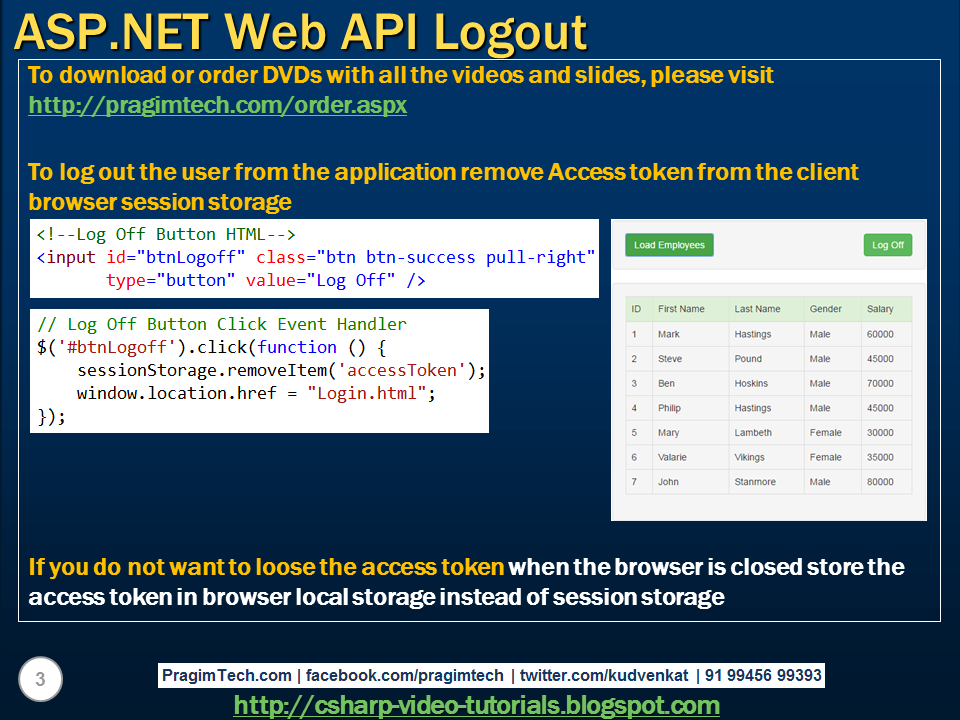 ASP.NET Web API Logout
To download or order DVDs with all the videos and slides, please visit
http://pragimtech.com/order.aspx
To log out the user from the application remove Access token from the client
browser session storage
<!--Log Off Button HTML-->
<input id="btnLogoff" class="btn btn-success pull-right"
type="button" value="Log Off" />
// Log Off Button Click Event Handler
$('#btnLogoff').click(function () {
sessionStorage.removeItem('accessToken');
window.location.href = "Login.html";
});
Load Employees Log Off
ID First Name Last Name Gender Salary
1 Mark Hastings Male 60000
2 Steve Pound Male 45000
3 Ben Hoskins Male 70000
4 Philip Hastings Male 45000
5 Mary Lambeth Female 30000
6 Valarie Vikings Female 35000
7 John Stanmore Male 80000
If you do not want to loose the access token when the browser is closed store the
access token in browser local storage instead of session storage
3
PragimTech.com | facebook.com/pragimtech | twitter.com/kudvenkat | 91 99456 99393
http://csharp-video-tutorials.blogspot.com